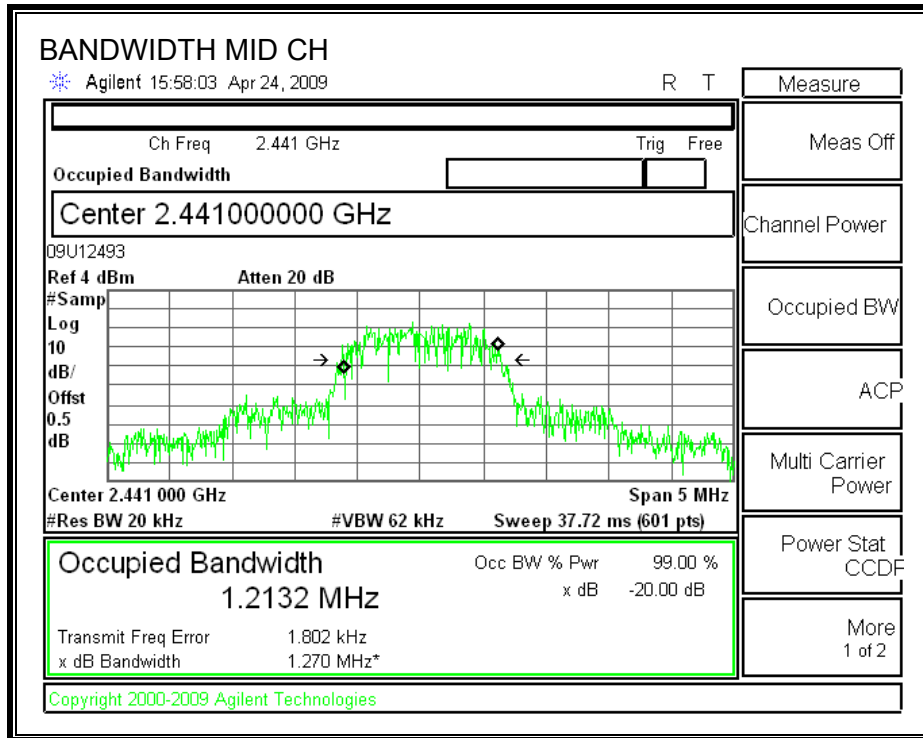 BANDWIDTH MID CH
Agilent 15:58:03 Apr 24, 2009 R T
Measure
Ch Freq 2.441 GHz Trig Free
Meas Off
Occupied Bandwidth
Center 2.441000000 GHz
Channel Power
09U12493
Ref 4 dBm Atten 20 dB
#Samp
Log
10
dB/
Offst
0.5
dB
Occupied BW
ACP
Multi Carrier
Power
Center 2.441 000 GHz Span 5 MHz
#Res BW 20 kHz #VBW 62 kHz Sweep 37.72 ms (601 pts)
Occupied Bandwidth Occ BW % Pwr 99.00 %
1.2132 MHz x dB -20.00 dB
Power Stat
CCDF
Transmit Freq Error 1.802 kHz
x dB Bandwidth 1.270 MHz*
More
1 of 2
Copyright 2000-2009 Agilent Technologies